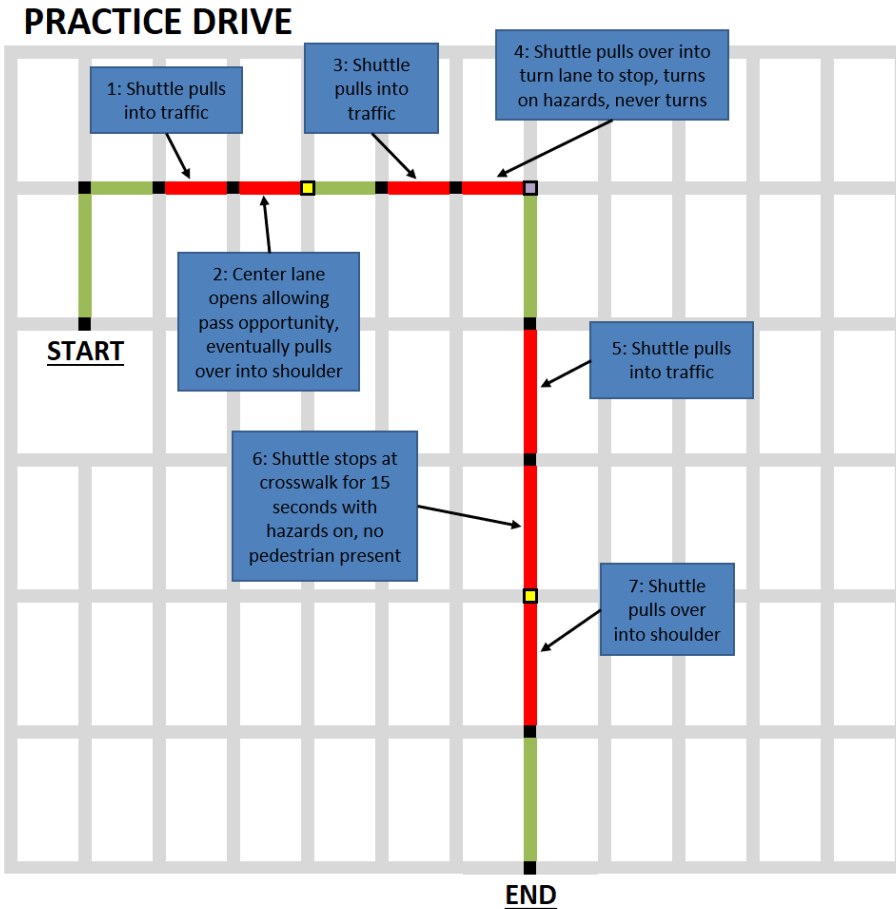 PRACTICE DRIVE
1: Shuttle pulls
into traffic
3: Shuttle
pulls into
traffic
4: Shuttle pulls over into
turn lane to stop, turns
on hazards, never turns
2: Center lane
opens allowing
pass opportunity,
eventually pulls
over into shoulder
START
5: Shuttle pulls
into traffic
6: Shuttle stops at
crosswalk for 15
seconds with
hazards on, no
pedestrian present
7: Shuttle
pulls over
into shoulder
END